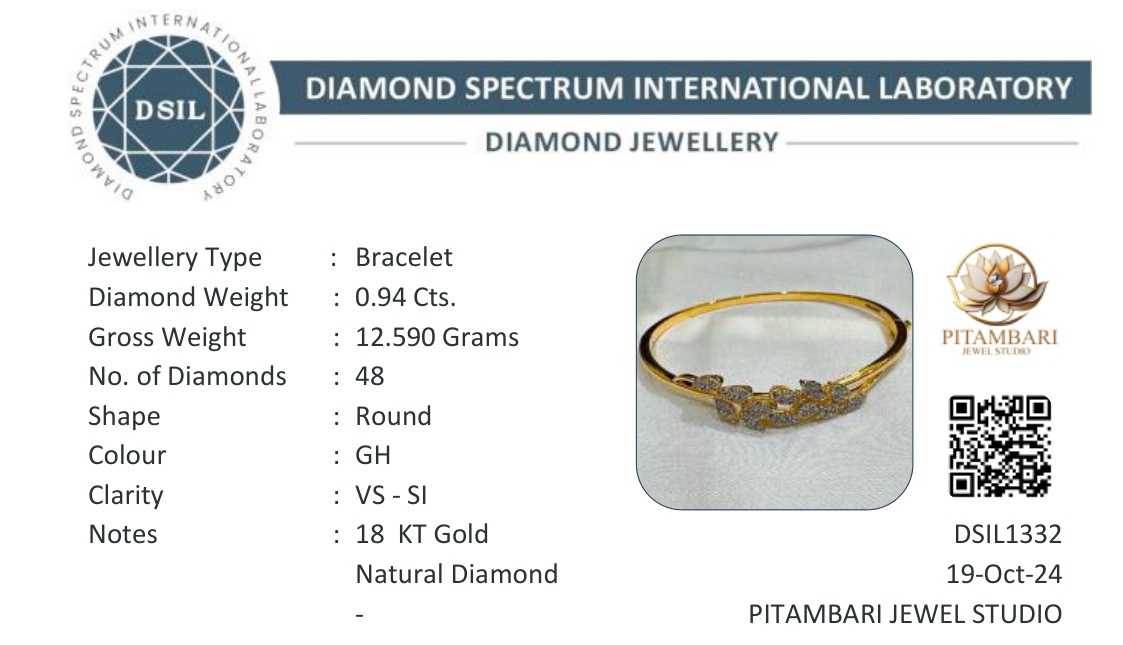 DIAMOND SPECTRUM INTERNATIONAL LABORATORY
DSIL
DIAMOND SPECTRUM INTERNATIONAL LABORATORY
DIAMOND JEWELLERY
Jewellery Type : Bracelet
Diamond Weight : 0.94 Cts.
Gross Weight : 12.590 Grams
No. of Diamonds : 48
Shape : Round
Colour : GH
Clarity : VS - SI
Notes : 18 KT Gold
Natural Diamond
-
PITAMBARI
JEWEL STUDIO
DSIL1332
19-Oct-24
PITAMBARI JEWEL STUDIO